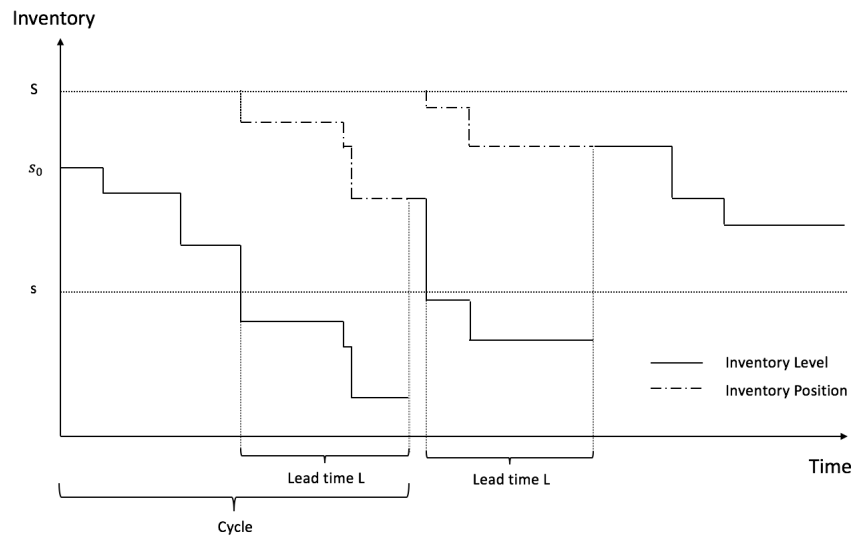 Inventory
S
s₀
s
Inventory Level
Inventory Position
Time
Lead time L
Lead time L
Cycle